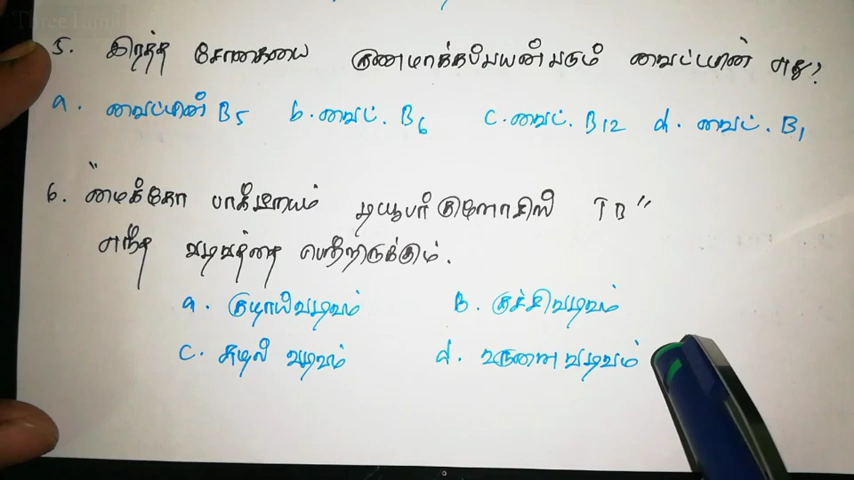 5. இரத்த சோகையை குணமாக்கப்பயன்படும் வைட்டமின் எது?
a. வைட்டமின் B5 b. வைட். B6 c. வைட். B12 d. வைட். B1
6. "மைக்கோ பாக்டீரியம் டியூபர்குளோசிஸ் TB"
எந்த வடிவத்தை பெற்றிருக்கும்.
a. குழாய்வடிவம் B. குச்சிவடிவம்
c. சுழல் வடிவம் d. வடிவம்